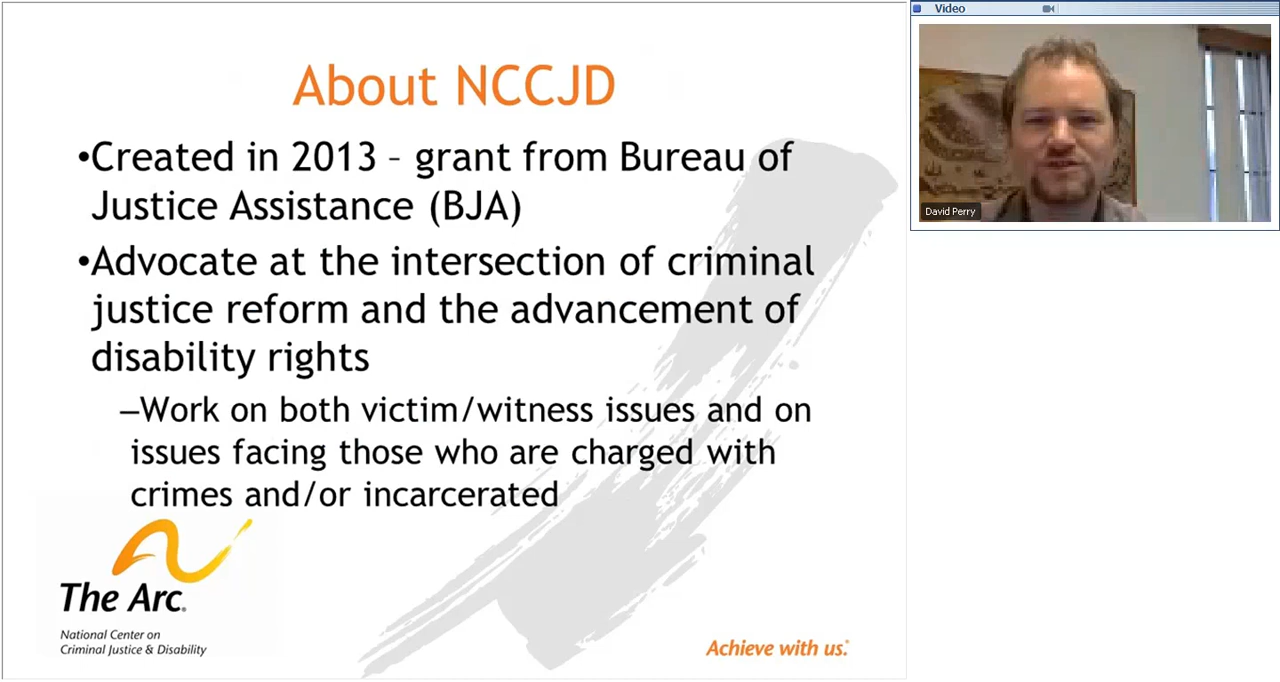 About NCCJD
•Created in 2013 – grant from Bureau of
Justice Assistance (BJA)
•Advocate at the intersection of criminal
justice reform and the advancement of
disability rights
–Work on both victim/witness issues and on
issues facing those who are charged with
crimes and/or incarcerated
The Arc®
National Center on
Criminal Justice & Disability
Achieve with us.®
Video
David Perry